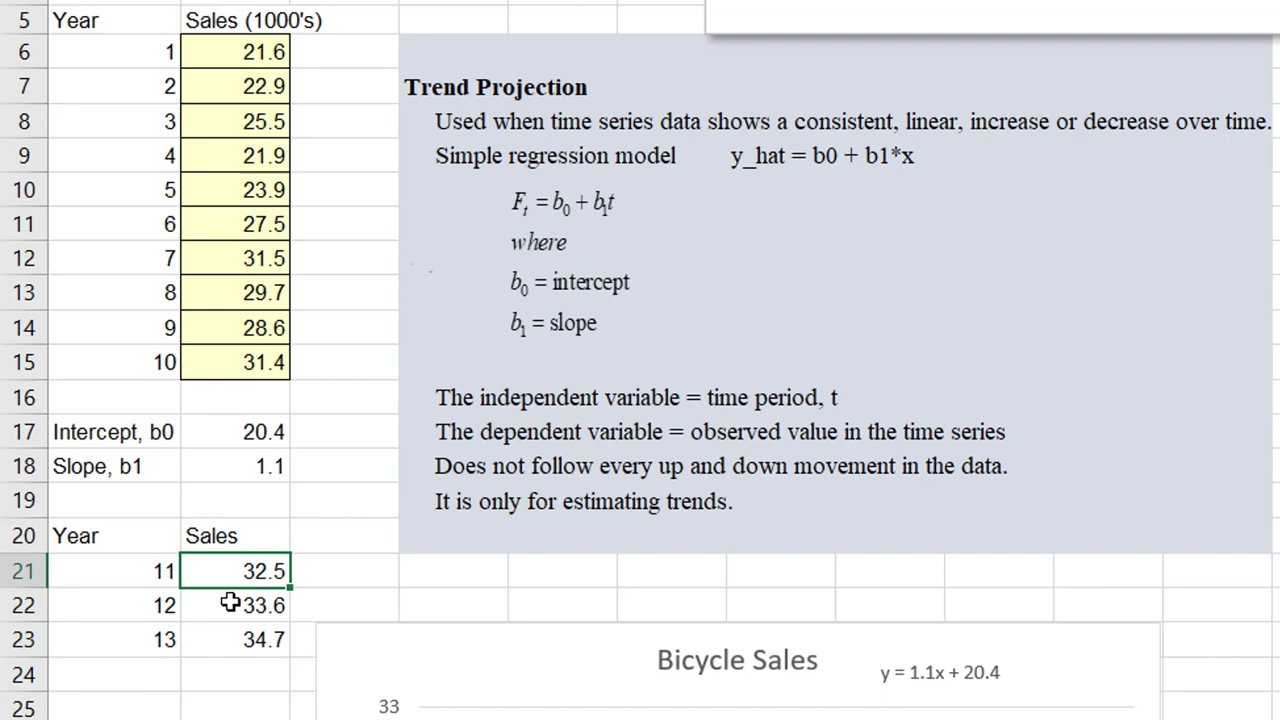 5 Year Sales (1000's)
6 1 21.6
7 2 22.9
8 3 25.5
9 4 21.9
10 5 23.9
11 6 27.5
12 7 31.5
13 8 29.7
14 9 28.6
15 10 31.4
16
17 Intercept, b0 20.4
18 Slope, b1 1.1
19
20 Year Sales
21 11 32.5
22 12 33.6
23 13 34.7
24
25
Trend Projection
Used when time series data shows a consistent, linear, increase or decrease over time.
Simple regression model y_hat = b0 + b1*x
Fₜ = b₀ + b₁t
where
b₀ = intercept
b₁ = slope
The independent variable = time period, t
The dependent variable = observed value in the time series
Does not follow every up and down movement in the data.
It is only for estimating trends.
Bicycle Sales
y = 1.1x + 20.4
33